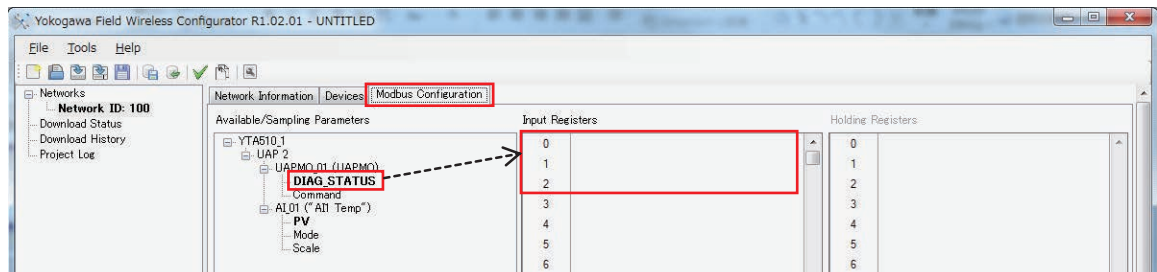 Yokogawa Field Wireless Configurator R1.02.01 - UNTITLED
File Tools Help
Networks
Network ID: 100
Download Status
Download History
Project Log
Network Information Devices Modbus Configuration
Available/Sampling Parameters
YTA510_1
UAP 2
UAPMO_01 (UAPMO)
DIAG_STATUS
Command
AI_01 ("AI1 Temp")
PV
Mode
Scale
Input Registers
0
1
2
3
4
5
6
Holding Registers
0
1
2
3
4
5
6